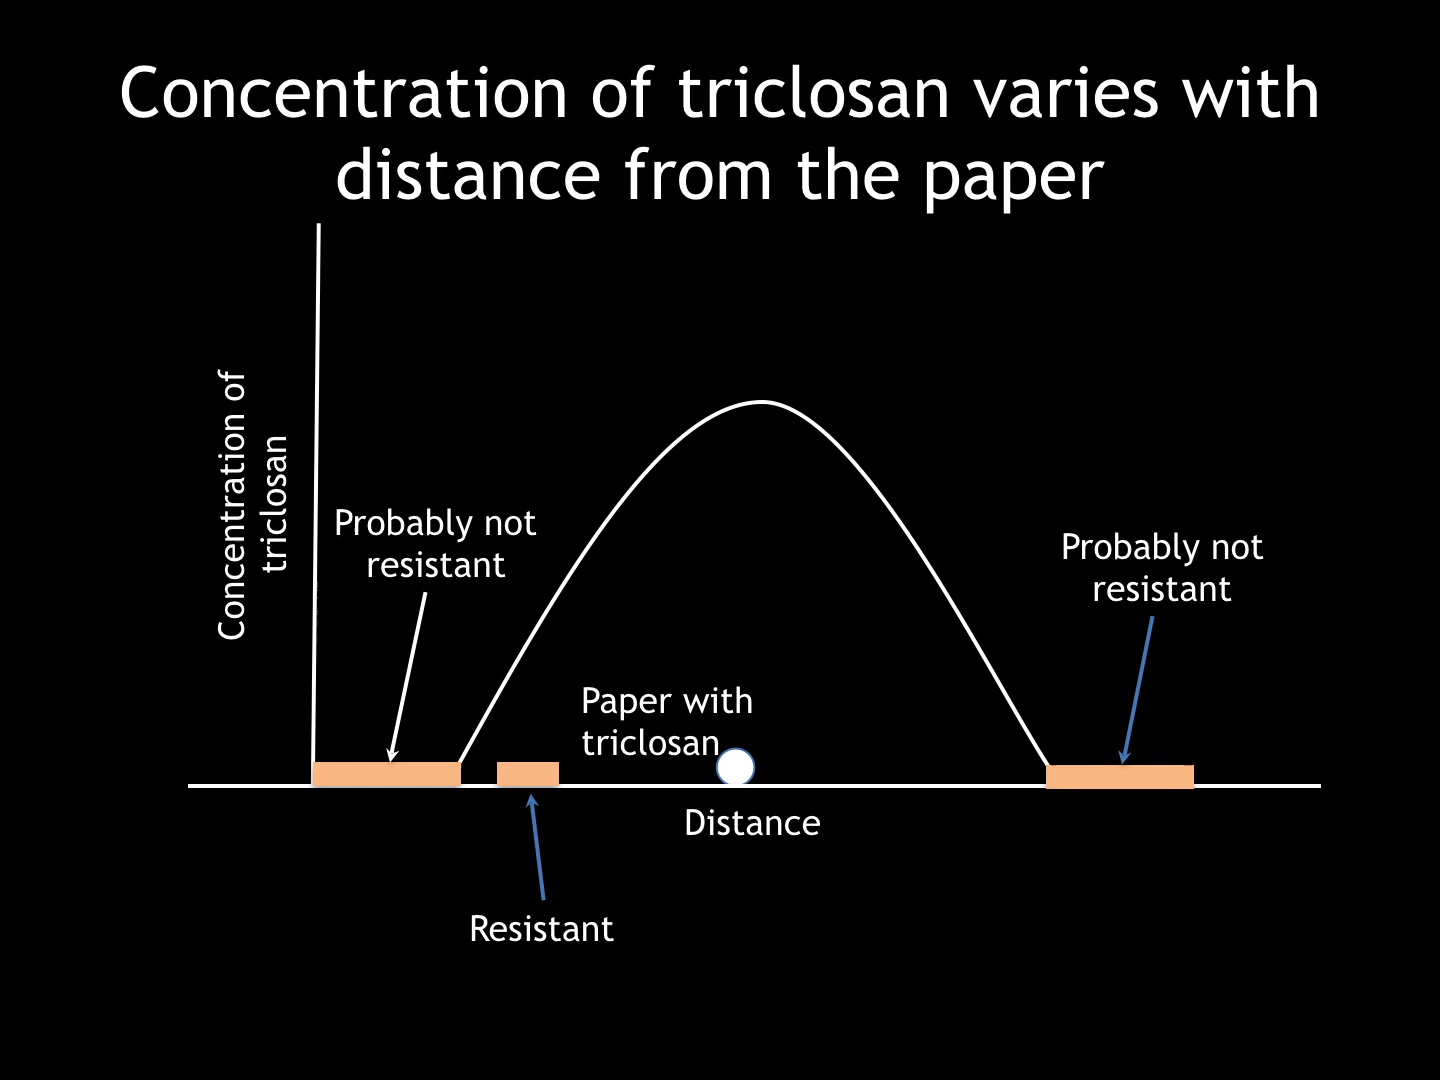 Concentration of triclosan varies with
distance from the paper
Concentration of
triclosan
Probably not
resistant
Probably not
resistant
Paper with
triclosan
Distance
Resistant